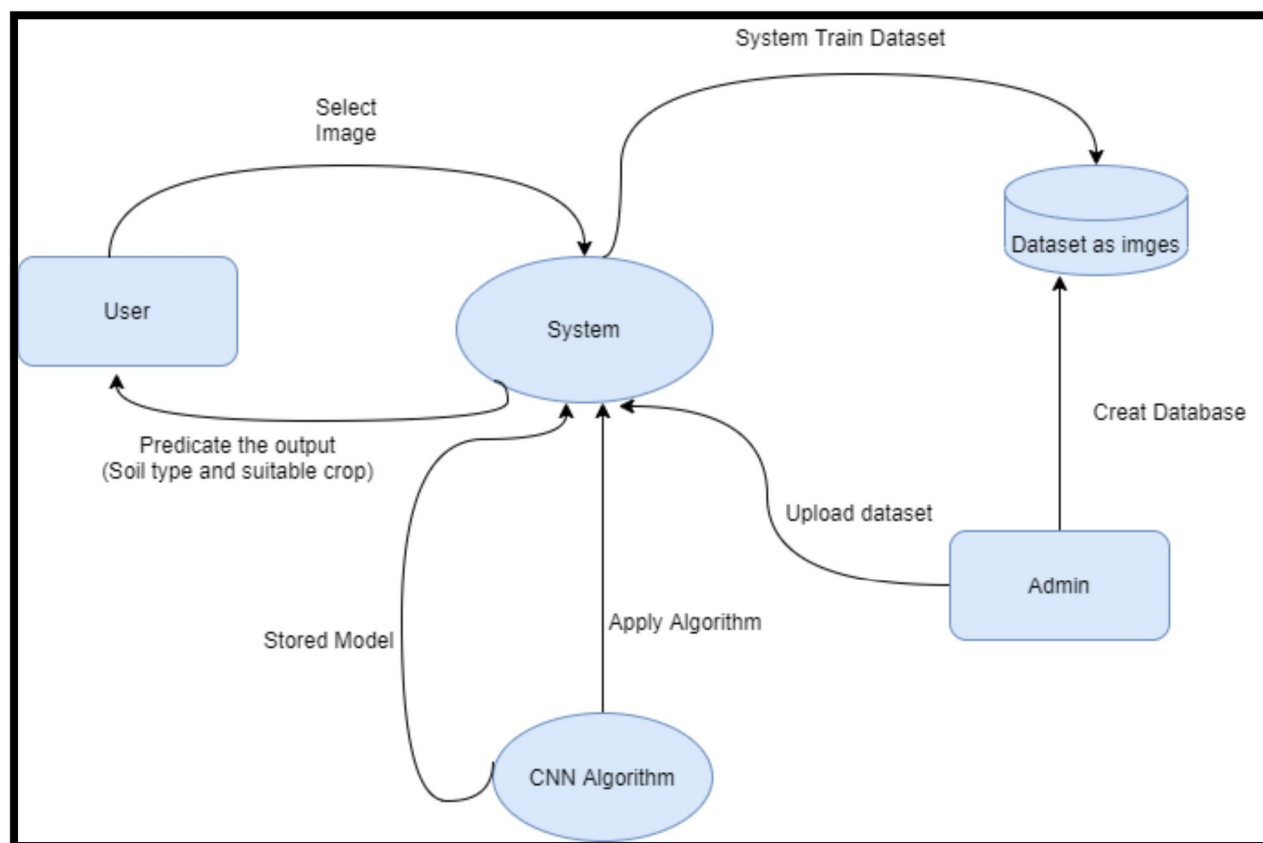 System Train Dataset
Select
Image
Dataset as imges
User
System
Creat Database
Predicate the output
(Soil type and suitable crop)
Upload dataset
Admin
Apply Algorithm
Stored Model
CNN Algorithm